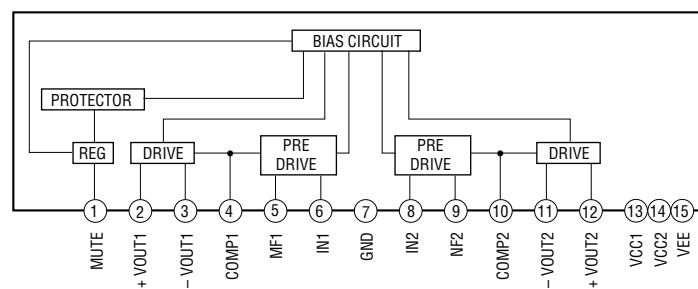 BIAS CIRCUIT
PROTECTOR
REG
DRIVE
PRE
DRIVE
PRE
DRIVE
DRIVE
1
2
3
4
5
6
7
8
9
10
11
12
13
14
15
MUTE
+ VOUT1
– VOUT1
COMP1
MF1
IN1
GND
IN2
NF2
COMP2
– VOUT2
+ VOUT2
VCC1
VCC2
VEE